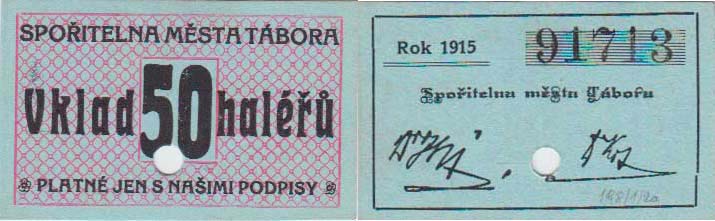 SPOŘITELNA MĚSTA TÁBORA
Vklad 50 haléřů
PLATNÉ JEN S NAŠIMI PODPISY
Rok 1915
91713
Spořitelna města Tábora